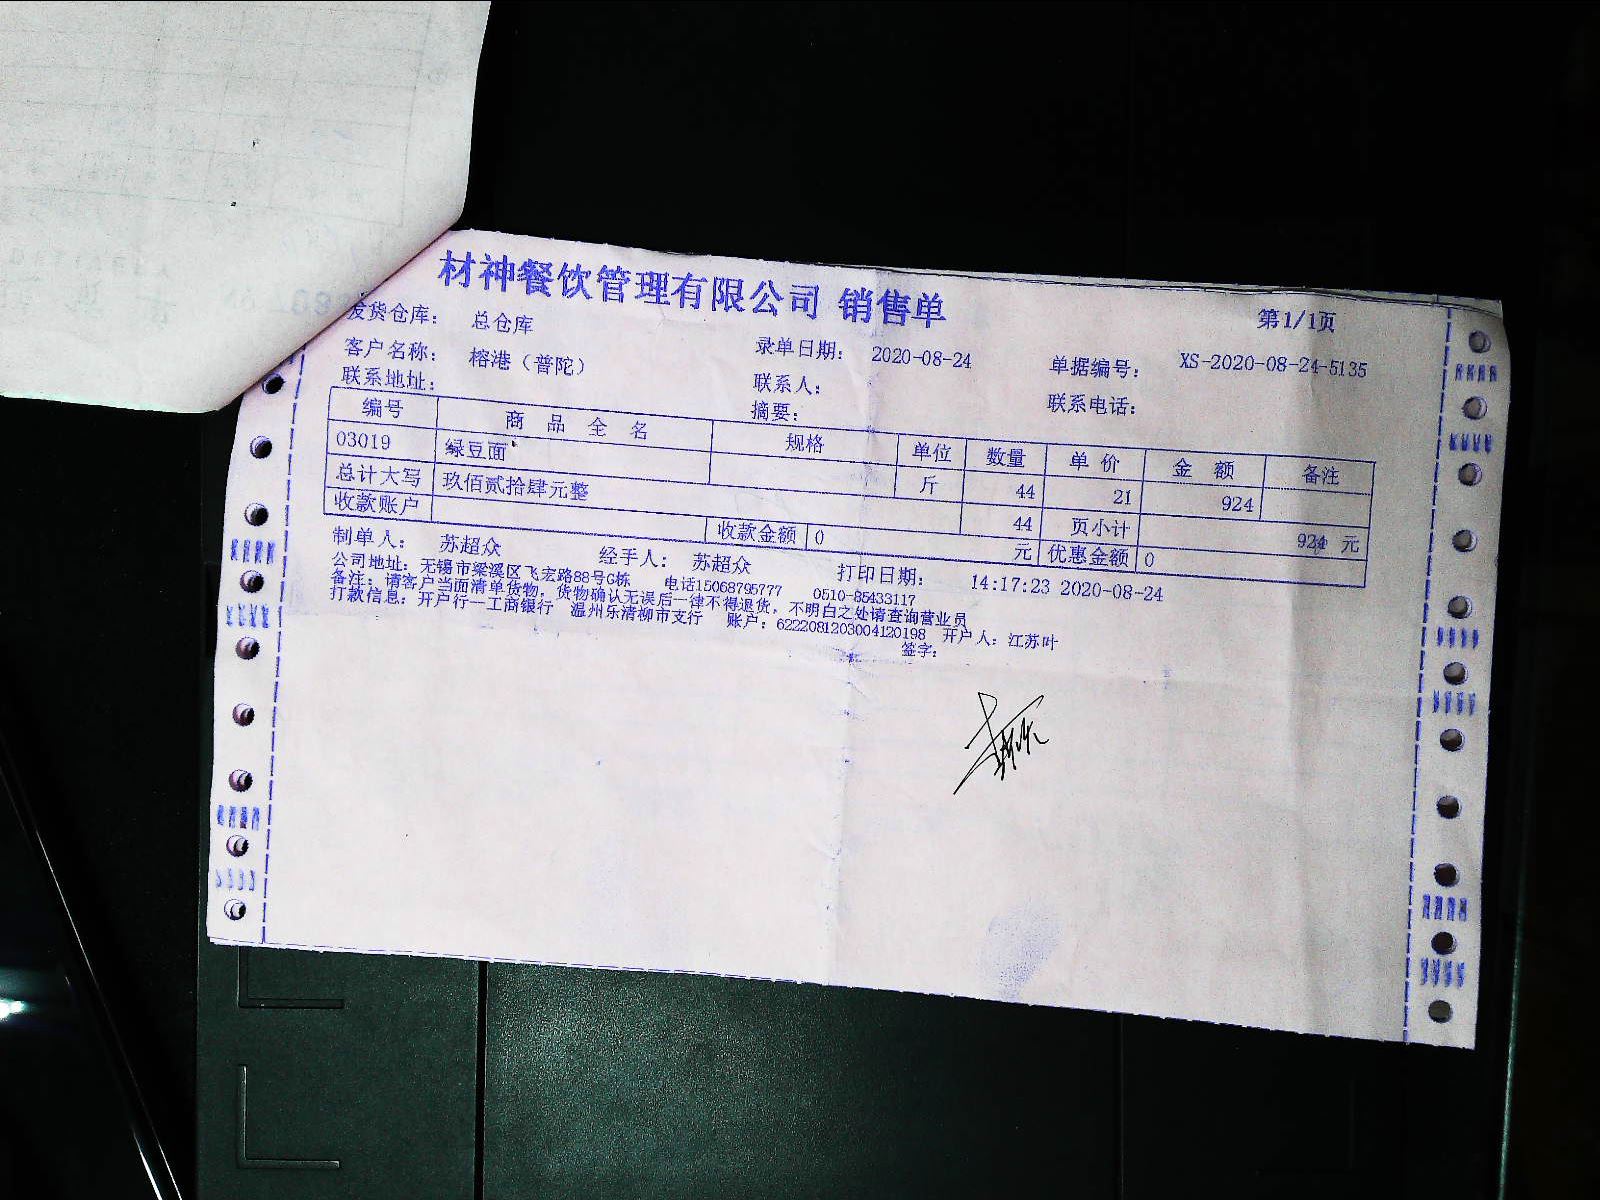 材神餐饮管理有限公司 销售单
第1/1页
发货仓库： 总仓库
客户名称： 榕港（普陀） 录单日期： 2020-08-24 单据编号： XS-2020-08-24-5135
联系地址： 联系人： 联系电话：
摘要：
编号 商品全名 规格 单位 数量 单价 金额 备注
03019 绿豆面 斤 44 21 924
总计大写 玖佰贰拾肆元整 44 页小计 924 元
收款账户 收款金额 0 元 优惠金额 0
制单人： 苏超众 经手人： 苏超众 打印日期： 14:17:23 2020-08-24
公司地址：无锡市梁溪区飞宏路88号G栋 电话15068795777 0510-85433117
备注：请客户当面清单货物，货物确认无误后一律不得退货，不明白之处请查询营业员
打款信息：开户行一工商银行 温州乐清柳市支行 账户：6222081203004120198 开户人：江苏叶
签字：